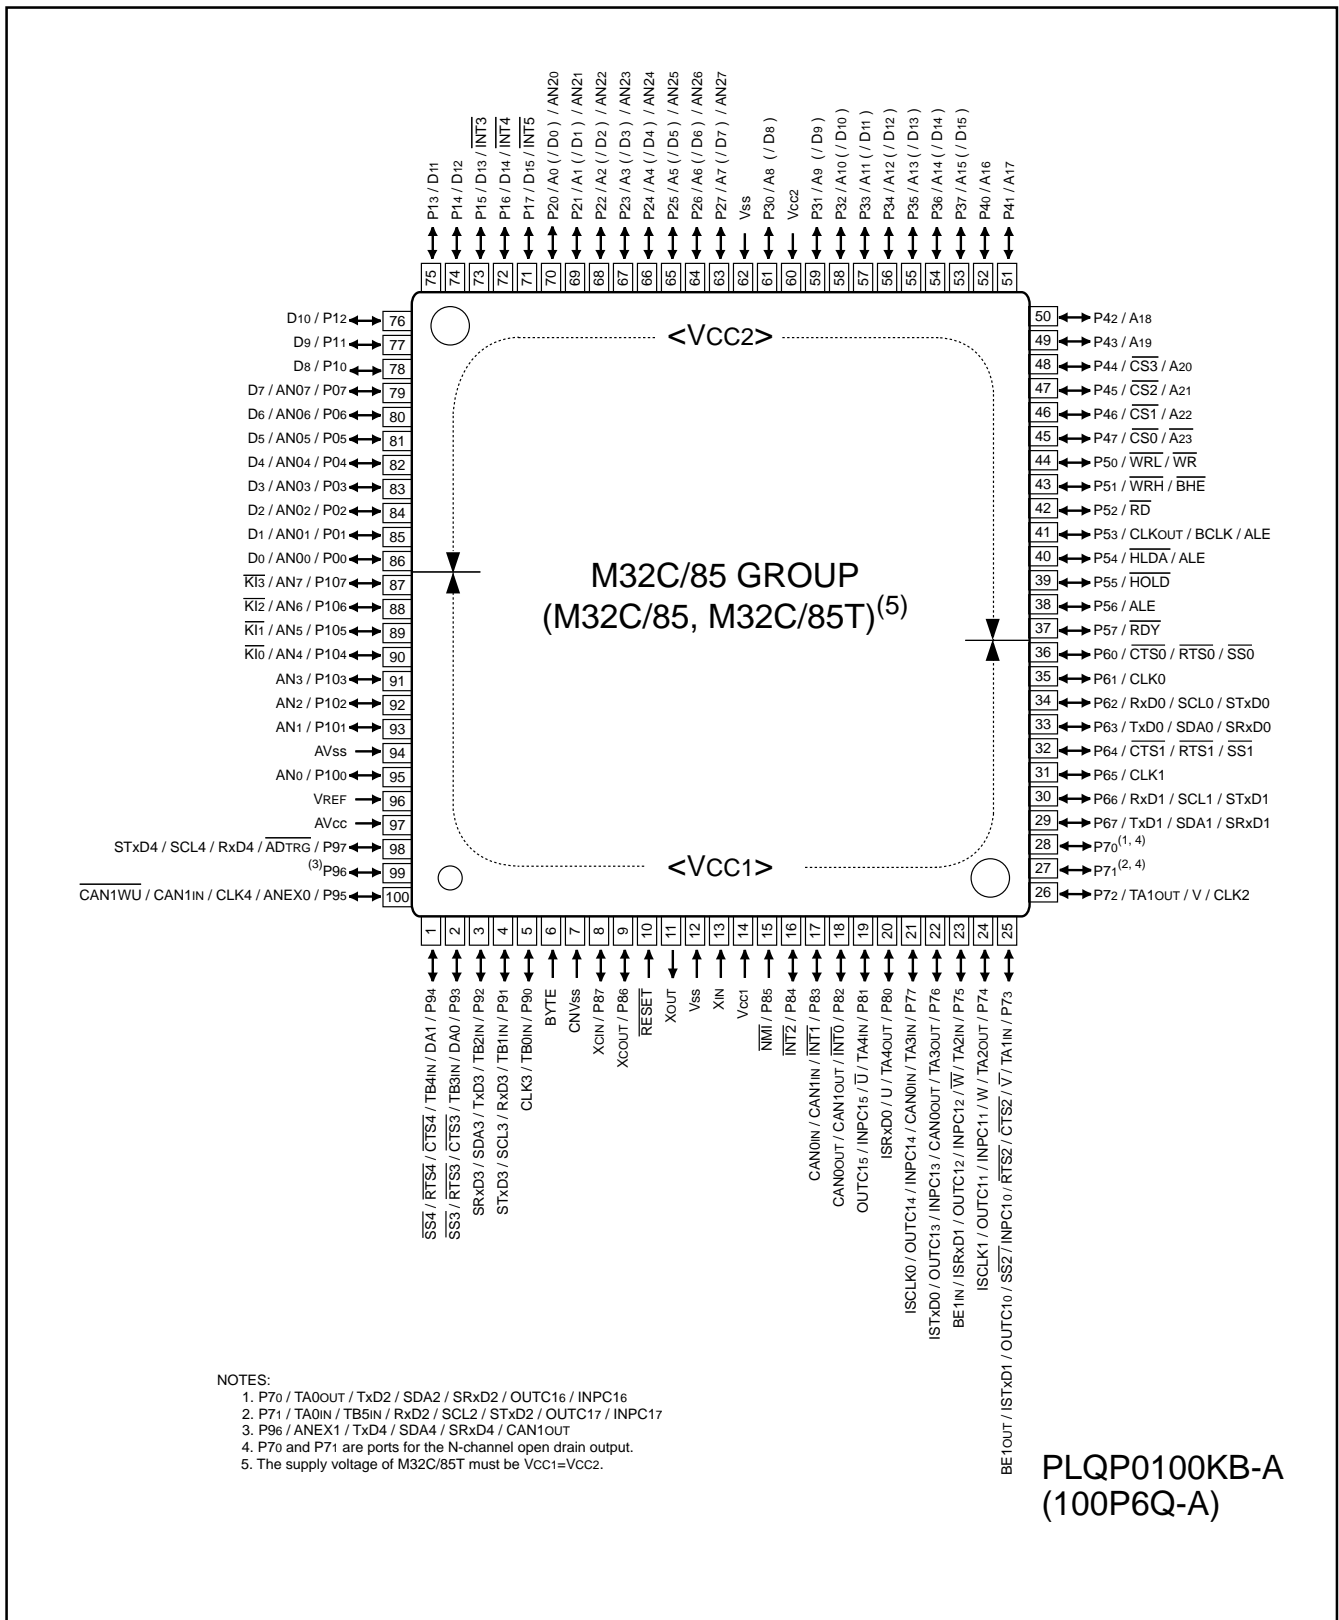 P13 / D11
P14 / D12
P15 / D13 / INT3
P16 / D14 / INT4
P17 / D15 / INT5
P20 / A0 ( / D0 ) / AN20
P21 / A1 ( / D1 ) / AN21
P22 / A2 ( / D2 ) / AN22
P23 / A3 ( / D3 ) / AN23
P24 / A4 ( / D4 ) / AN24
P25 / A5 ( / D5 ) / AN25
P26 / A6 ( / D6 ) / AN26
P27 / A7 ( / D7 ) / AN27
Vss
P30 / A8 ( / D8 )
Vcc2
P31 / A9 ( / D9 )
P32 / A10 ( / D10 )
P33 / A11 ( / D11 )
P34 / A12 ( / D12 )
P35 / A13 ( / D13 )
P36 / A14 ( / D14 )
P37 / A15 ( / D15 )
P40 / A16
P41 / A17
75 74 73 72 71 70 69 68 67 66 65 64 63 62 61 60 59 58 57 56 55 54 53 52 51
D10 / P12 76
D9 / P11 77
D8 / P10 78
D7 / AN07 / P07 79
D6 / AN06 / P06 80
D5 / AN05 / P05 81
D4 / AN04 / P04 82
D3 / AN03 / P03 83
D2 / AN02 / P02 84
D1 / AN01 / P01 85
D0 / AN00 / P00 86
KI3 / AN7 / P107 87
KI2 / AN6 / P106 88
KI1 / AN5 / P105 89
KI0 / AN4 / P104 90
AN3 / P103 91
AN2 / P102 92
AN1 / P101 93
AVss 94
AN0 / P100 95
VREF 96
AVcc 97
STxD4 / SCL4 / RxD4 / ADTRG / P97 98
(3)P96 99
CAN1WU / CAN1IN / CLK4 / ANEX0 / P95 100
<VCC2>
M32C/85 GROUP
(M32C/85, M32C/85T)(5)
<VCC1>
50 P42 / A18
49 P43 / A19
48 P44 / CS3 / A20
47 P45 / CS2 / A21
46 P46 / CS1 / A22
45 P47 / CS0 / A23
44 P50 / WRL / WR
43 P51 / WRH / BHE
42 P52 / RD
41 P53 / CLKOUT / BCLK / ALE
40 P54 / HLDA / ALE
39 P55 / HOLD
38 P56 / ALE
37 P57 / RDY
36 P60 / CTS0 / RTS0 / SS0
35 P61 / CLK0
34 P62 / RxD0 / SCL0 / STxD0
33 P63 / TxD0 / SDA0 / SRxD0
32 P64 / CTS1 / RTS1 / SS1
31 P65 / CLK1
30 P66 / RxD1 / SCL1 / STxD1
29 P67 / TxD1 / SDA1 / SRxD1
28 P70(1, 4)
27 P71(2, 4)
26 P72 / TA1OUT / V / CLK2
1 2 3 4 5 6 7 8 9 10 11 12 13 14 15 16 17 18 19 20 21 22 23 24 25
SS4 / RTS4 / CTS4 / TB4IN / DA1 / P94
SS3 / RTS3 / CTS3 / TB3IN / DA0 / P93
SRxD3 / SDA3 / TxD3 / TB2IN / P92
STxD3 / SCL3 / RxD3 / TB1IN / P91
CLK3 / TB0IN / P90
BYTE
CNVss
XCIN / P87
XCOUT / P86
RESET
XOUT
Vss
XIN
Vcc1
NMI / P85
INT2 / P84
CAN0IN / CAN1IN / INT1 / P83
CAN0OUT / CAN1OUT / INT0 / P82
OUTC15 / INPC15 / U / TA4IN / P81
ISRxD0 / U / TA4OUT / P80
ISCLK0 / OUTC14 / INPC14 / CAN0IN / TA3IN / P77
ISTxD0 / OUTC13 / INPC13 / CAN0OUT / TA3OUT / P76
BE1IN / ISRxD1 / OUTC12 / INPC12 / W / TA2IN / P75
ISCLK1 / OUTC11 / INPC11 / W / TA2OUT / P74
BE1OUT / ISTxD1 / OUTC10 / SS2 / INPC10 / RTS2 / CTS2 / V / TA1IN / P73
NOTES:
1. P70 / TA0OUT / TxD2 / SDA2 / SRxD2 / OUTC16 / INPC16
2. P71 / TA0IN / TB5IN / RxD2 / SCL2 / STxD2 / OUTC17 / INPC17
3. P96 / ANEX1 / TxD4 / SDA4 / SRxD4 / CAN1OUT
4. P70 and P71 are ports for the N-channel open drain output.
5. The supply voltage of M32C/85T must be VCC1=VCC2.
PLQP0100KB-A
(100P6Q-A)